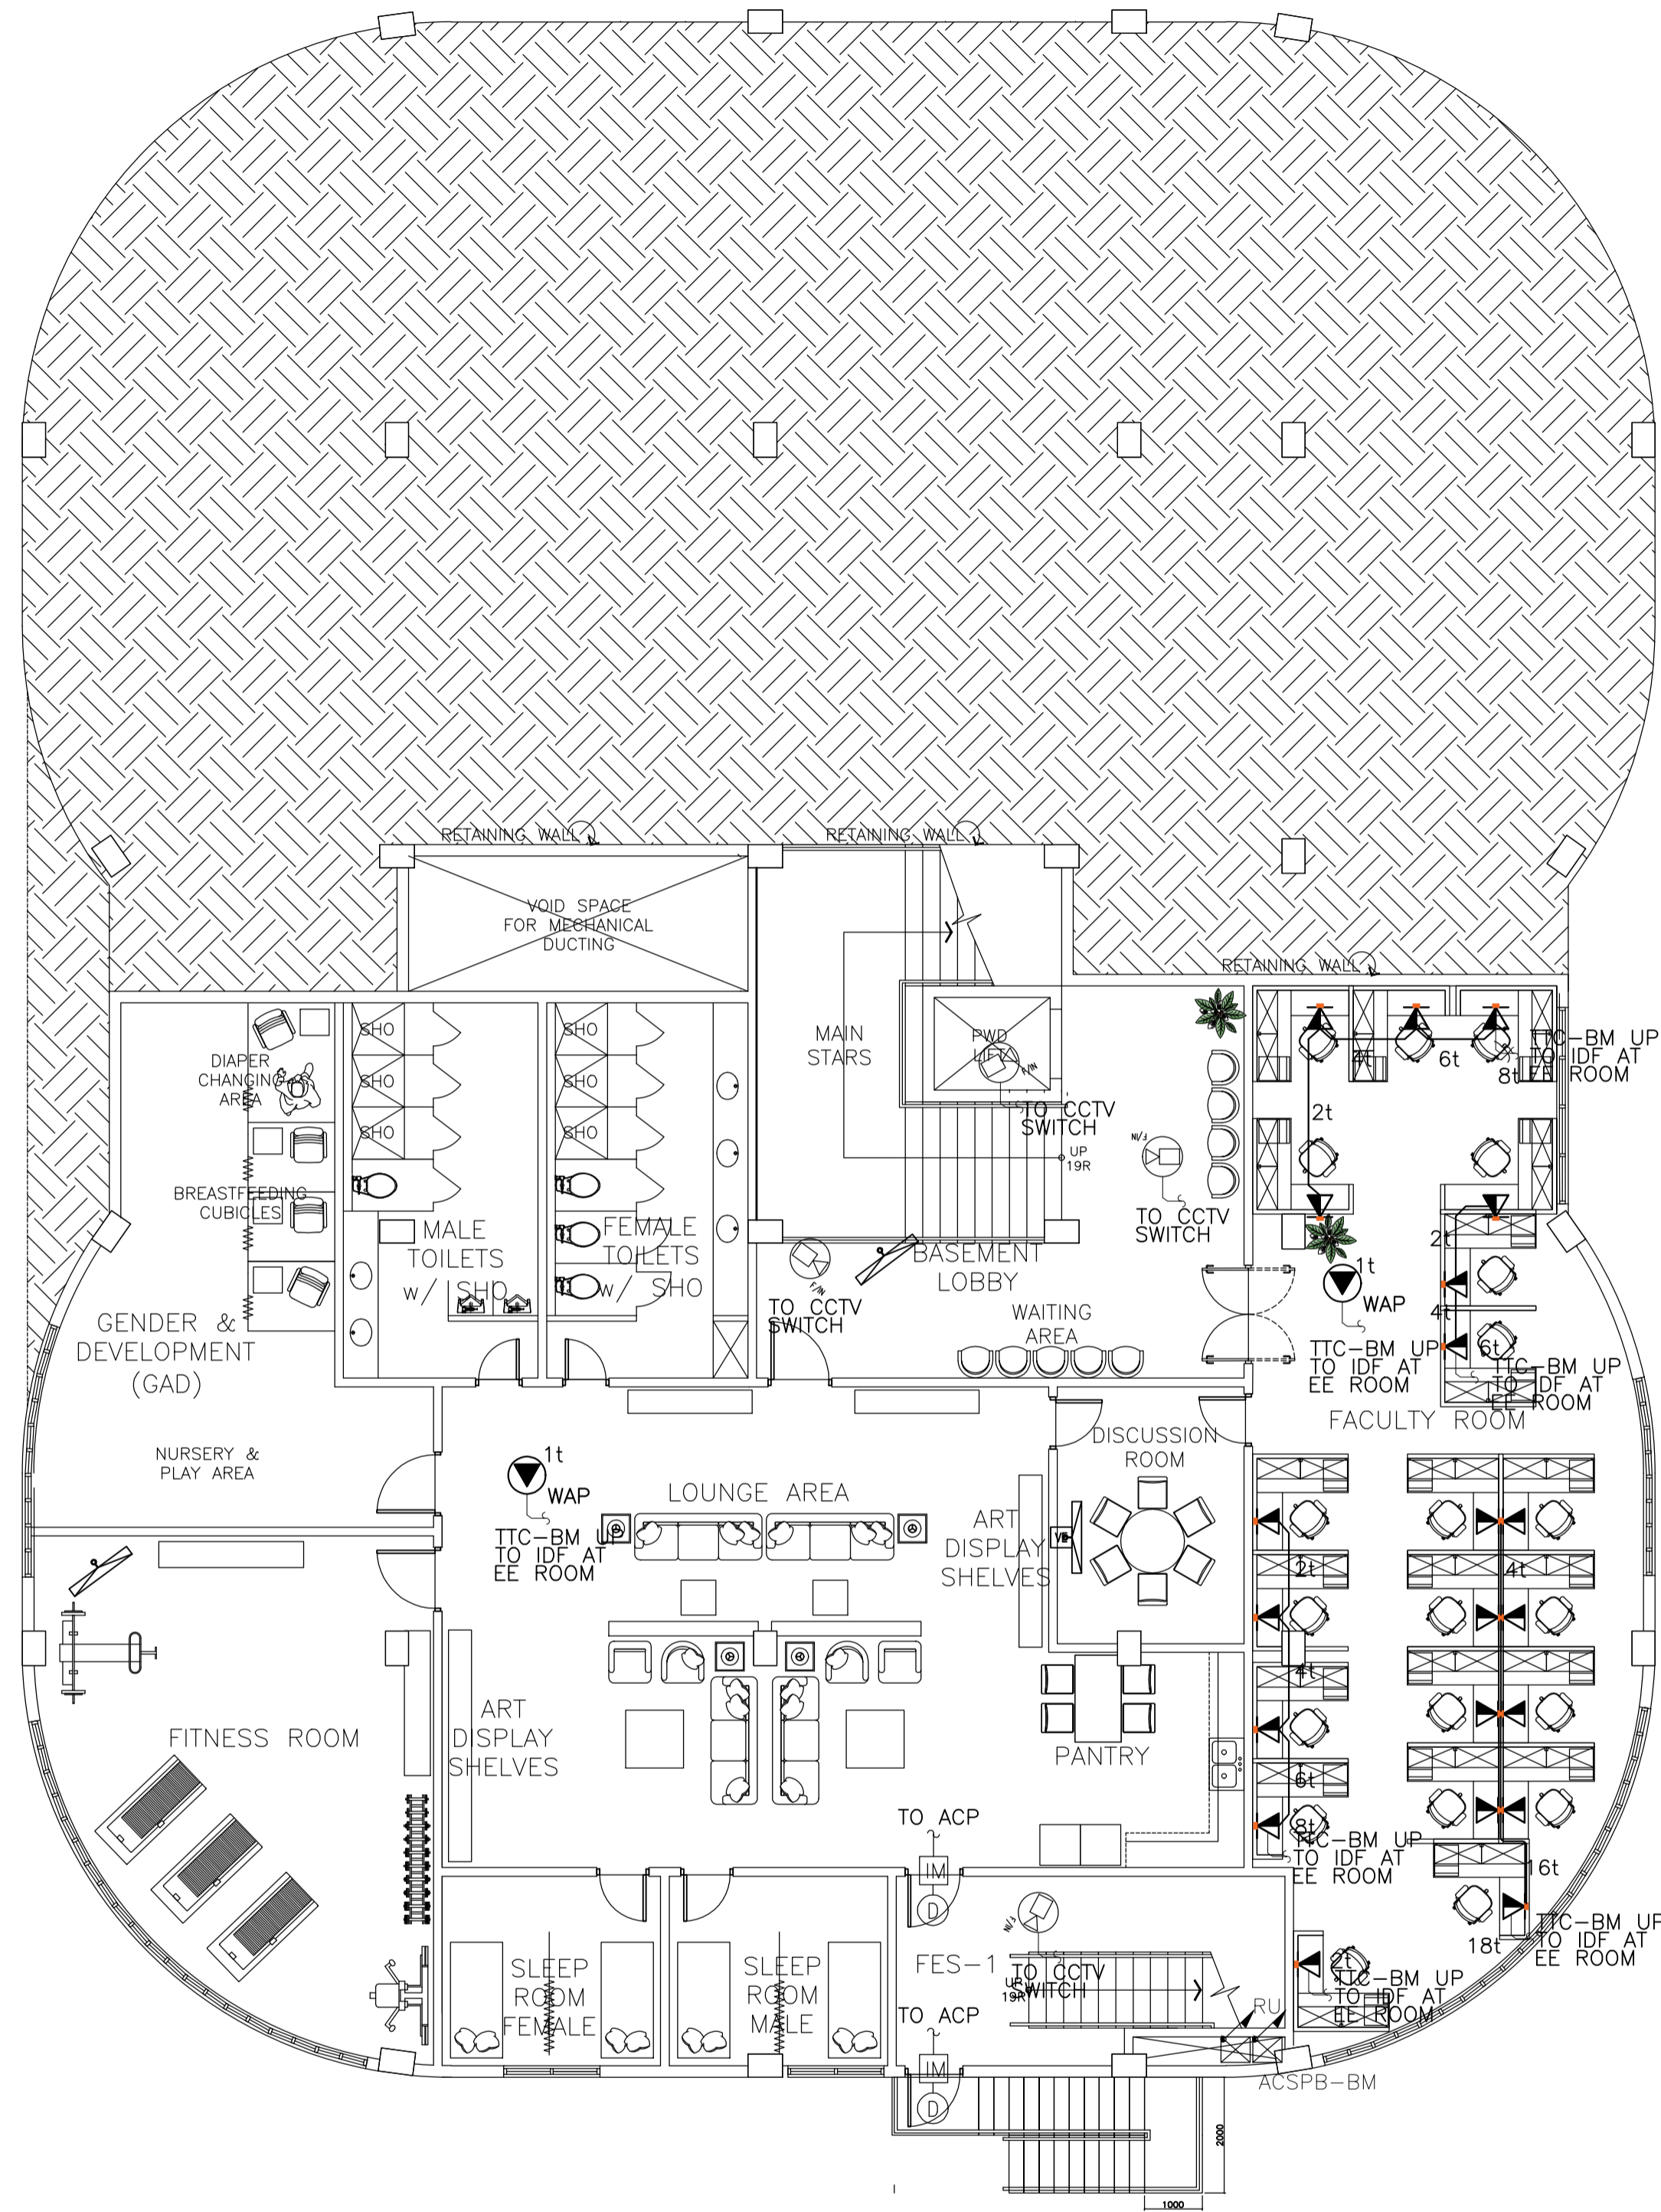 RETAINING WALL
RETAINING WALL
VOID SPACE
FOR MECHANICAL
DUCTING
RETAINING WALL
MAIN
STARS
PWD
LIFT
F/IN
TO CCTV
SWITCH
UP
19R
F/IN
TO CCTV
SWITCH
SHO
SHO
SHO
SHO
SHO
SHO
DIAPER
CHANGING
AREA
BREASTFEEDING
CUBICLES
MALE
TOILETS
w/ SHO
FEMALE
TOILETS
w/ SHO
GENDER &
DEVELOPMENT
(GAD)
NURSERY &
PLAY AREA
BASEMENT
LOBBY
F/IN
TO CCTV
SWITCH
WAITING
AREA
4t
6t
8t
TTC-BM UP
TO IDF AT
EE ROOM
2t
2t
4t
6t
TTC-BM UP
TO IDF AT
EE ROOM
1t
WAP
TTC-BM UP
TO IDF AT
EE ROOM
FACULTY ROOM
DISCUSSION
ROOM
VP
1t
WAP
TTC-BM UP
TO IDF AT
EE ROOM
LOUNGE AREA
ART
DISPLAY
SHELVES
ART
DISPLAY
SHELVES
FITNESS ROOM
PANTRY
2t
4t
6t
8t
TTC-BM UP
TO IDF AT
EE ROOM
4t
16t
18t
TTC-BM UP
TO IDF AT
EE ROOM
2t
TTC-BM UP
TO IDF AT
EE ROOM
TO ACP
IM
D
SLEEP
ROOM
FEMALE
SLEEP
ROOM
MALE
FES-1
F/IN
TO CCTV
SWITCH
UP
19R
TO ACP
IM
D
RU
ACSPB-BM
2000
1000